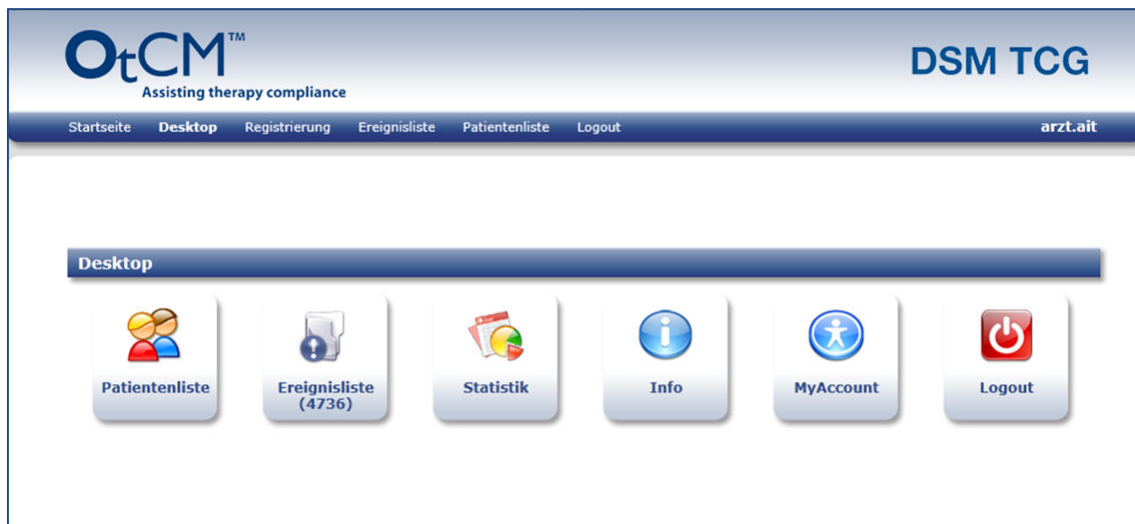 OtCM™
DSM TCG
Assisting therapy compliance
Startseite Desktop Registrierung Ereignisliste Patientenliste Logout arzt.ait
Desktop
Patientenliste Ereignisliste Statistik Info MyAccount Logout
(4736)